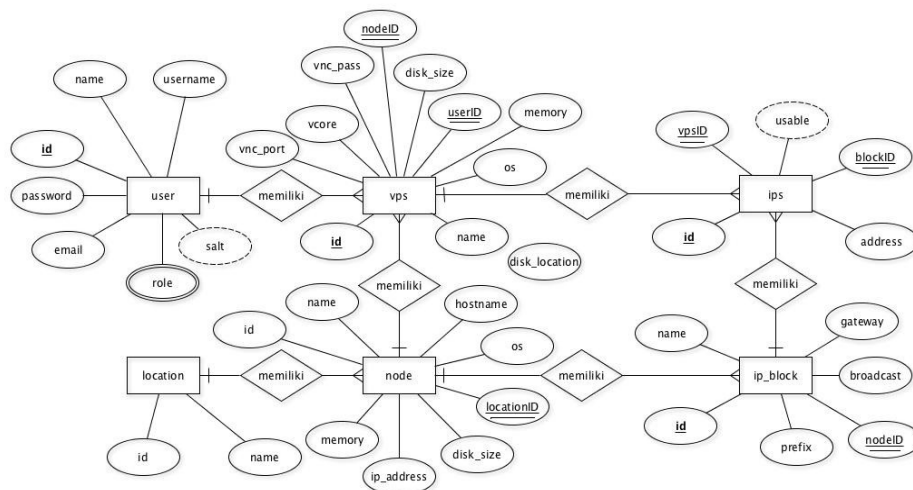 nodeID
vnc_pass
disk_size
name
username
userID
memory
vcore
vpsID
usable
id
vnc_port
os
blockID
password
user
memiliki
vps
memiliki
ips
email
salt
id
name
id
address
role
disk_location
memiliki
memiliki
name
hostname
name
gateway
id
os
location
memiliki
node
memiliki
ip_block
broadcast
locationID
id
name
memory
ip_address
disk_size
id
prefix
nodeID